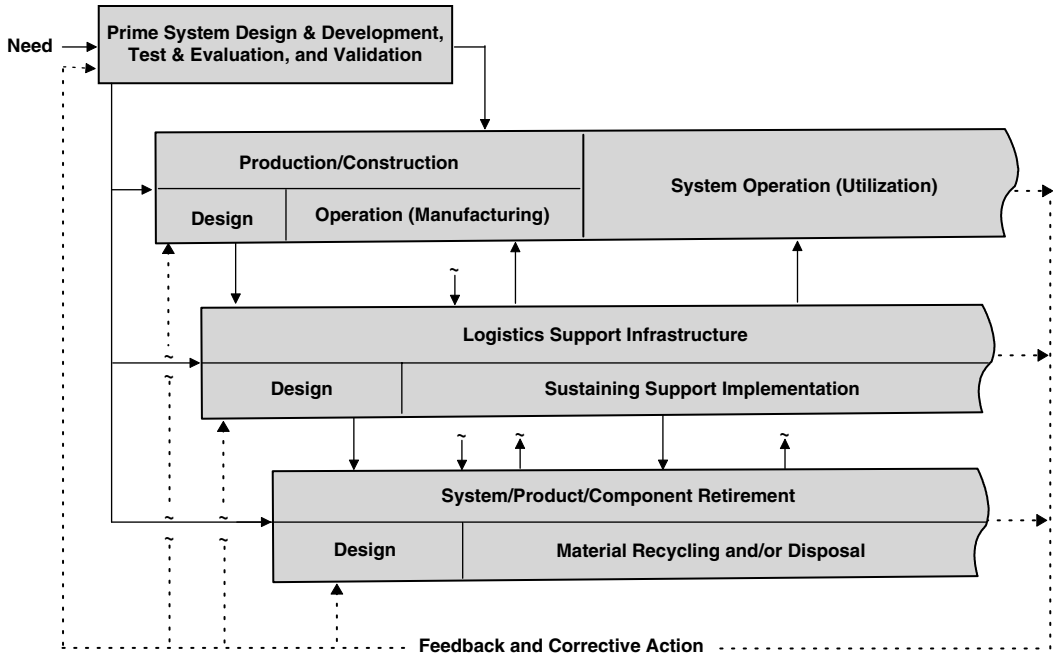 Prime System Design & Development,
Need
Test & Evaluation, and Validation
Production/Construction
System Operation (Utilization)
Design
Operation (Manufacturing)
~
Logistics Support Infrastructure
~
~
Design
Sustaining Support Implementation
~
~
~
System/Product/Component Retirement
~
~
Design
Material Recycling and/or Disposal
Feedback and Corrective Action